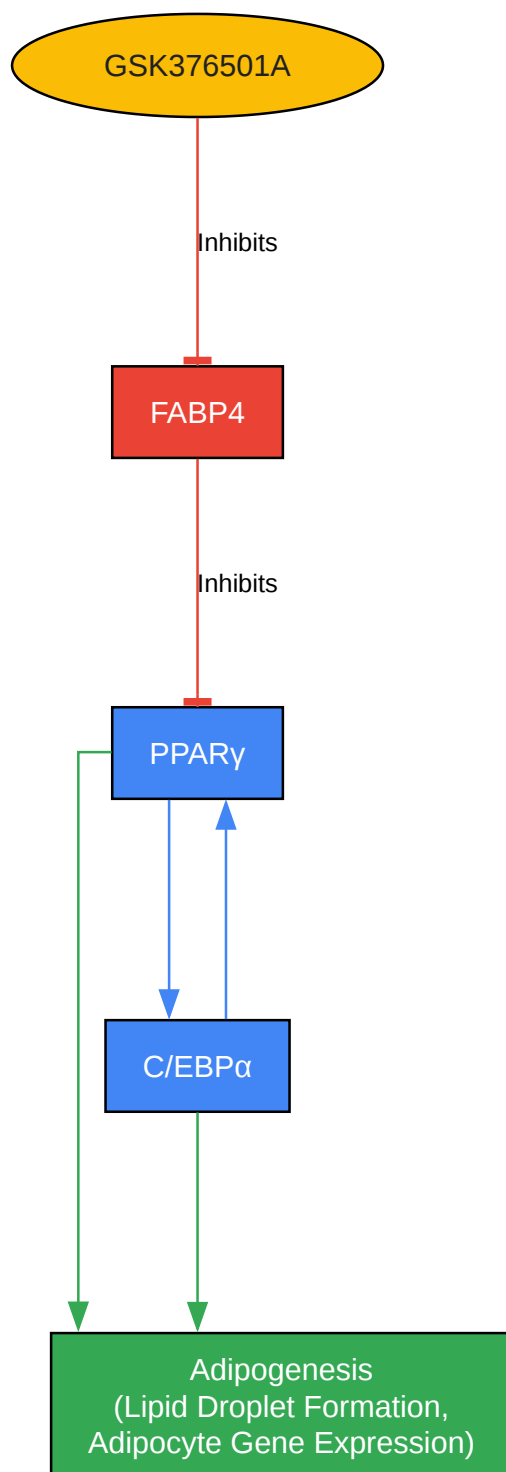 GSK376501A
Inhibits
FABP4
Inhibits
PPARγ
C/EBPα
Adipogenesis
(Lipid Droplet Formation,
Adipocyte Gene Expression)